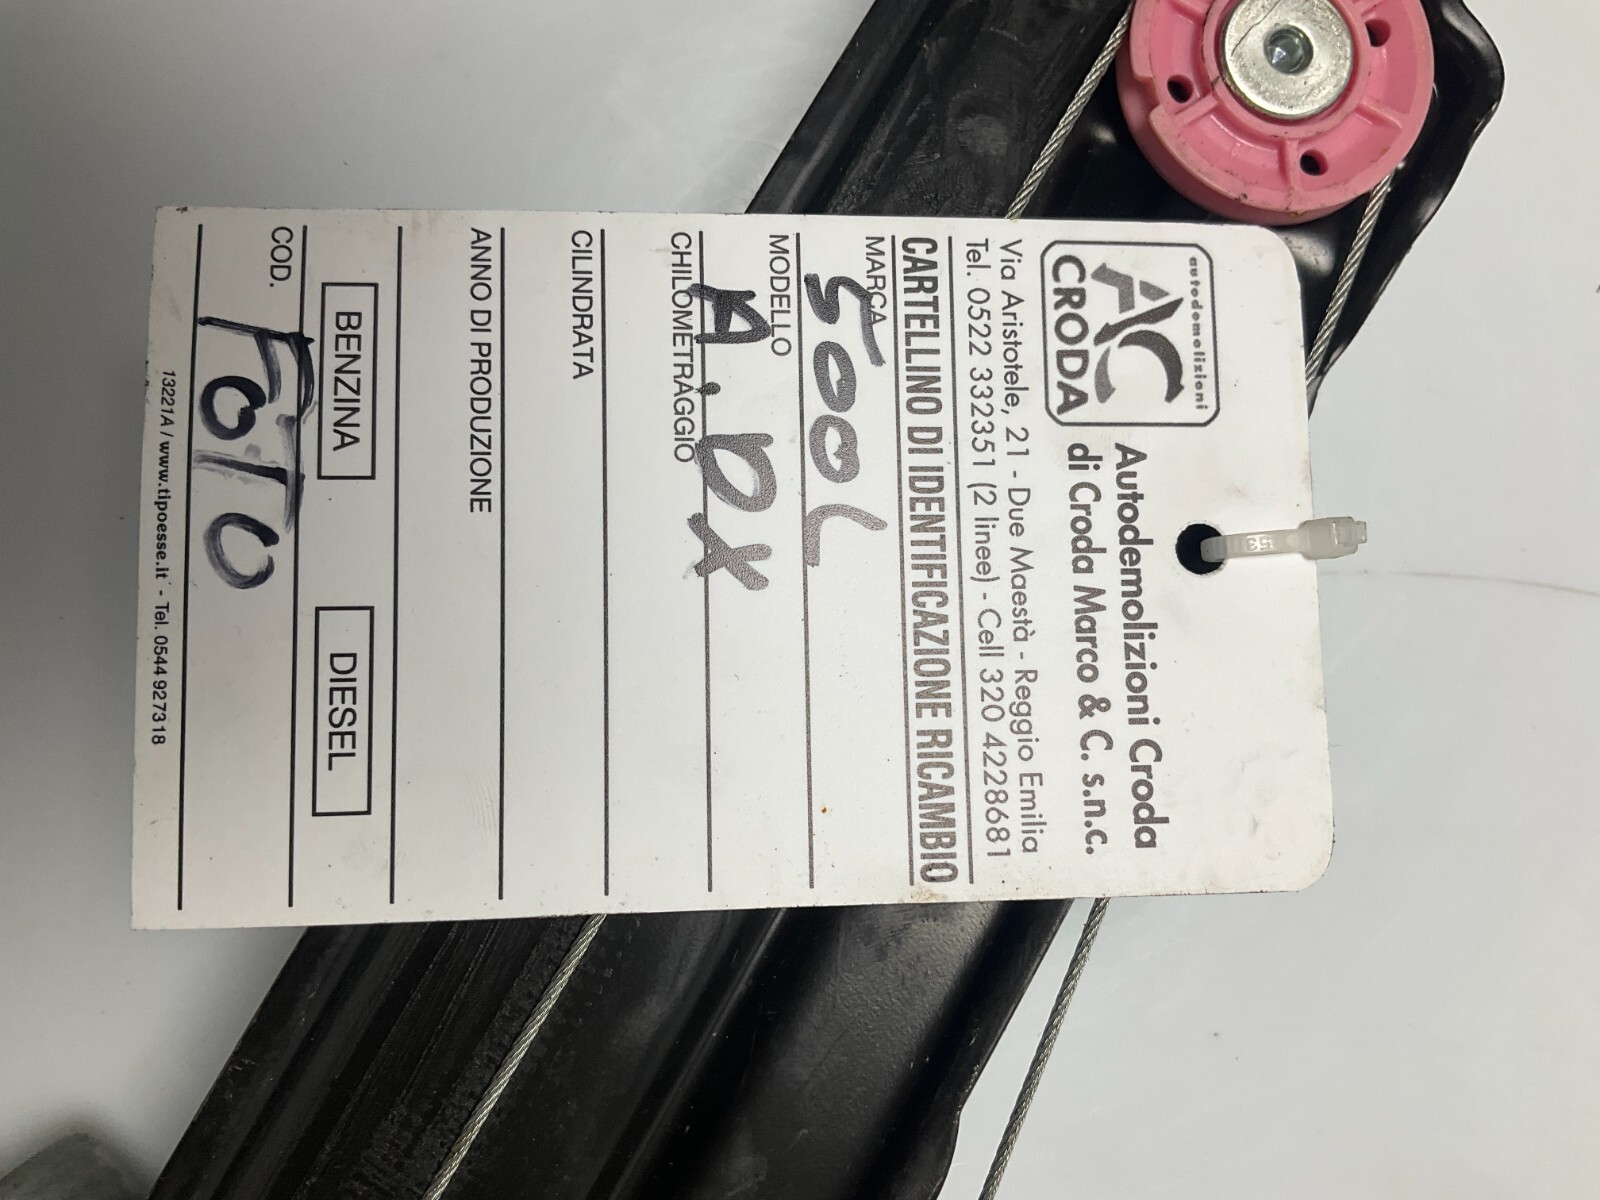 autodemolizioni
AC
CRODA
Autodemolizioni Croda
di Croda Marco & C. s.n.c.
Via Aristotele, 21 - Due Maestà - Reggio Emilia
Tel. 0522 332351 (2 linee) - Cell 320 4228681
CARTELLINO DI IDENTIFICAZIONE RICAMBIO
MARCA 500L
MODELLO A.DX
CHILOMETRAGGIO
CILINDRATA
ANNO DI PRODUZIONE
BENZINA DIESEL
COD. FOTO
13221A / www.tipoesse.it - Tel. 0544 927318